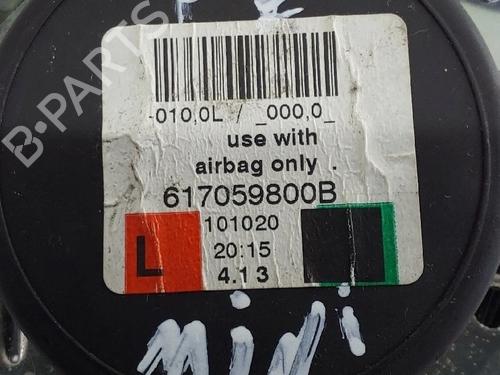 B-PARTS
-010,0L / _000,0_
use with
airbag only .
617059800B
101020
L
20:15
4.13
Mini